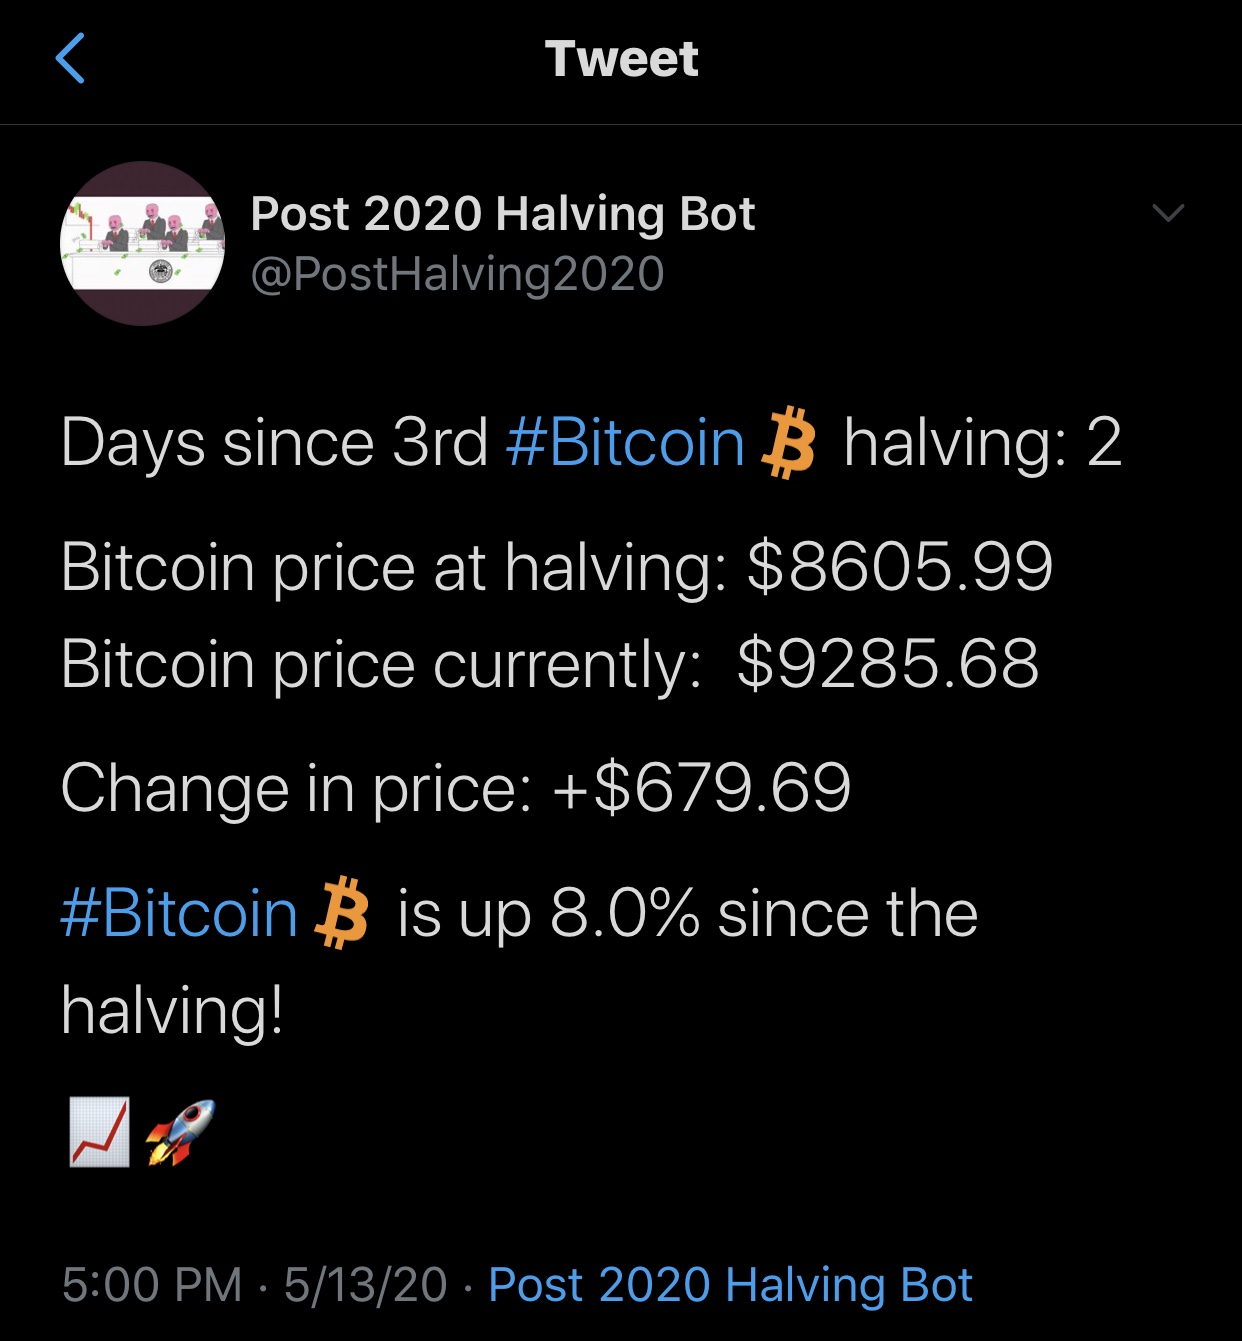 Tweet
Post 2020 Halving Bot
@PostHalving2020
Days since 3rd #Bitcoin ₿ halving: 2
Bitcoin price at halving: $8605.99
Bitcoin price currently: $9285.68
Change in price: +$679.69
#Bitcoin ₿ is up 8.0% since the
halving!
📈🚀
5:00 PM · 5/13/20 · Post 2020 Halving Bot